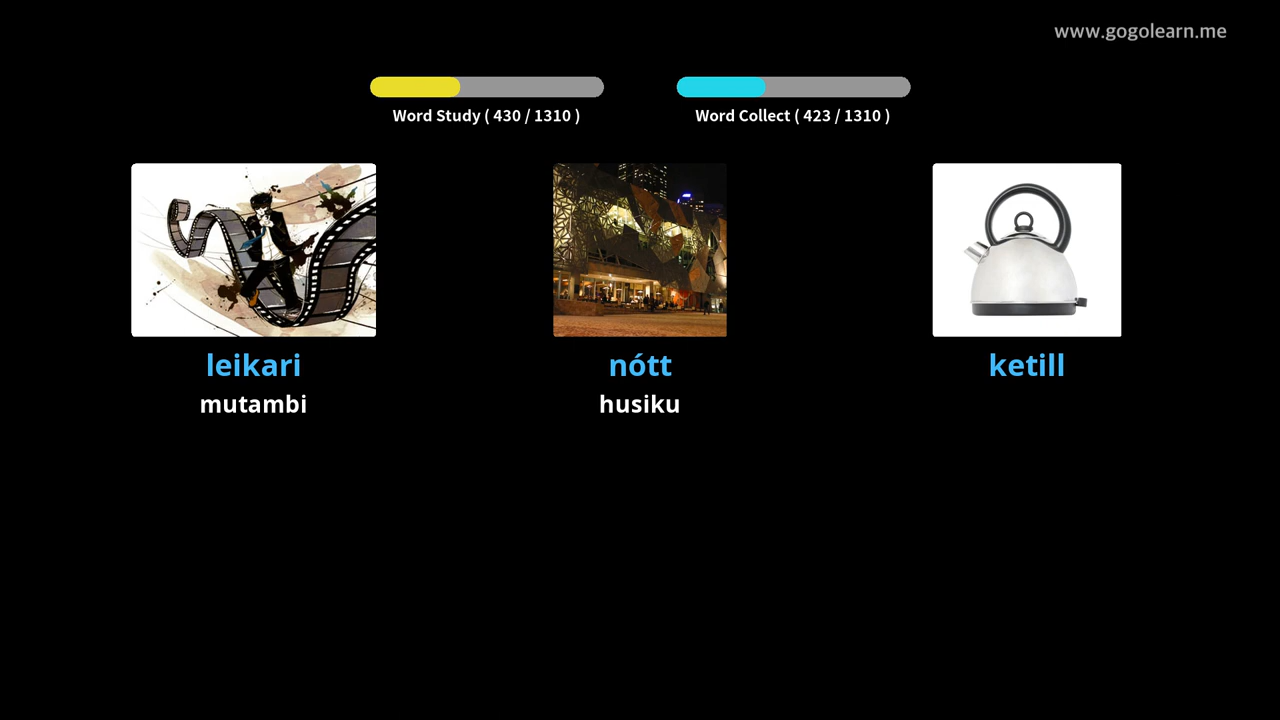 www.gogolearn.me
Word Study ( 430 / 1310 )
Word Collect ( 423 / 1310 )
leikari
nótt
ketill
mutambi
husiku